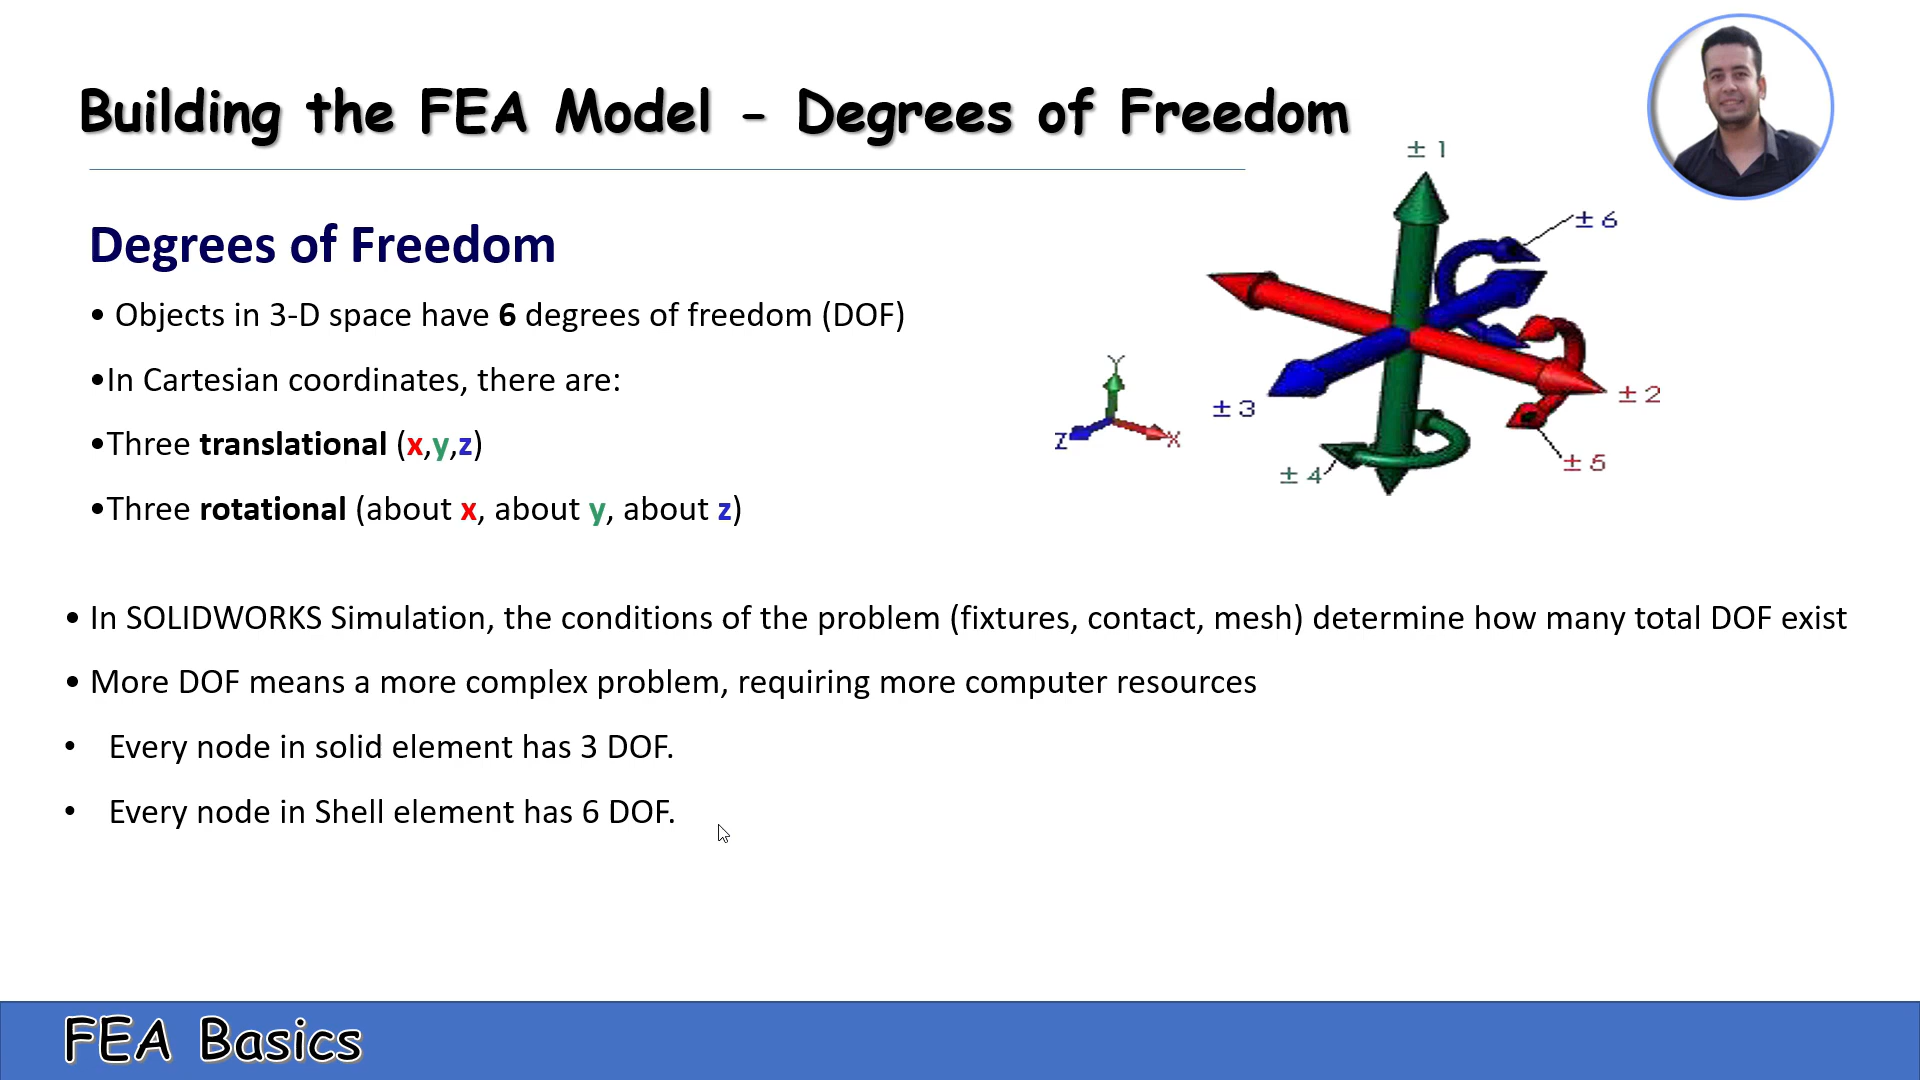 Building the FEA Model - Degrees of Freedom
± 1
± 6
Degrees of Freedom
• Objects in 3-D space have 6 degrees of freedom (DOF)
•In Cartesian coordinates, there are:
Y
± 2
± 3
Z
X
•Three translational (x,y,z)
± 5
± 4
•Three rotational (about x, about y, about z)
• In SOLIDWORKS Simulation, the conditions of the problem (fixtures, contact, mesh) determine how many total DOF exist
• More DOF means a more complex problem, requiring more computer resources
• Every node in solid element has 3 DOF.
• Every node in Shell element has 6 DOF.
FEA Basics